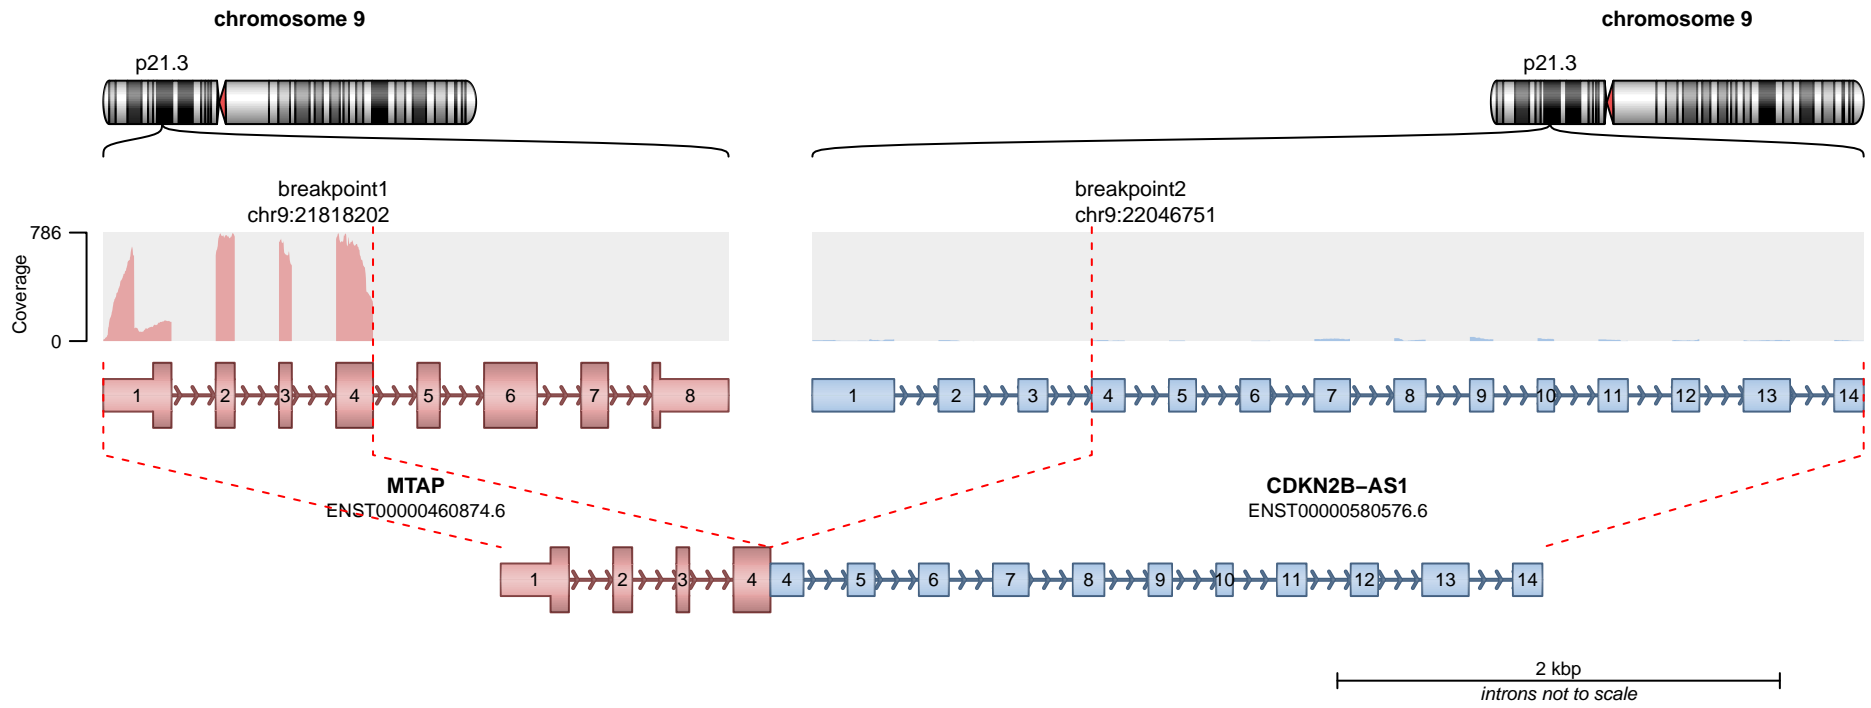 chromosome 9
chromosome 9
p21.3
p21.3
breakpoint1
chr9:21818202
breakpoint2
chr9:22046751
786
0
Coverage
1 2 3 4 5 6 7 8
1 2 3 4 5 6 7 8 9 10 11 12 13 14
MTAP
ENST00000460874.6
CDKN2B−AS1
ENST00000580576.6
1 2 3 4 4 5 6 7 8 9 10 11 12 13 14
2 kbp
introns not to scale